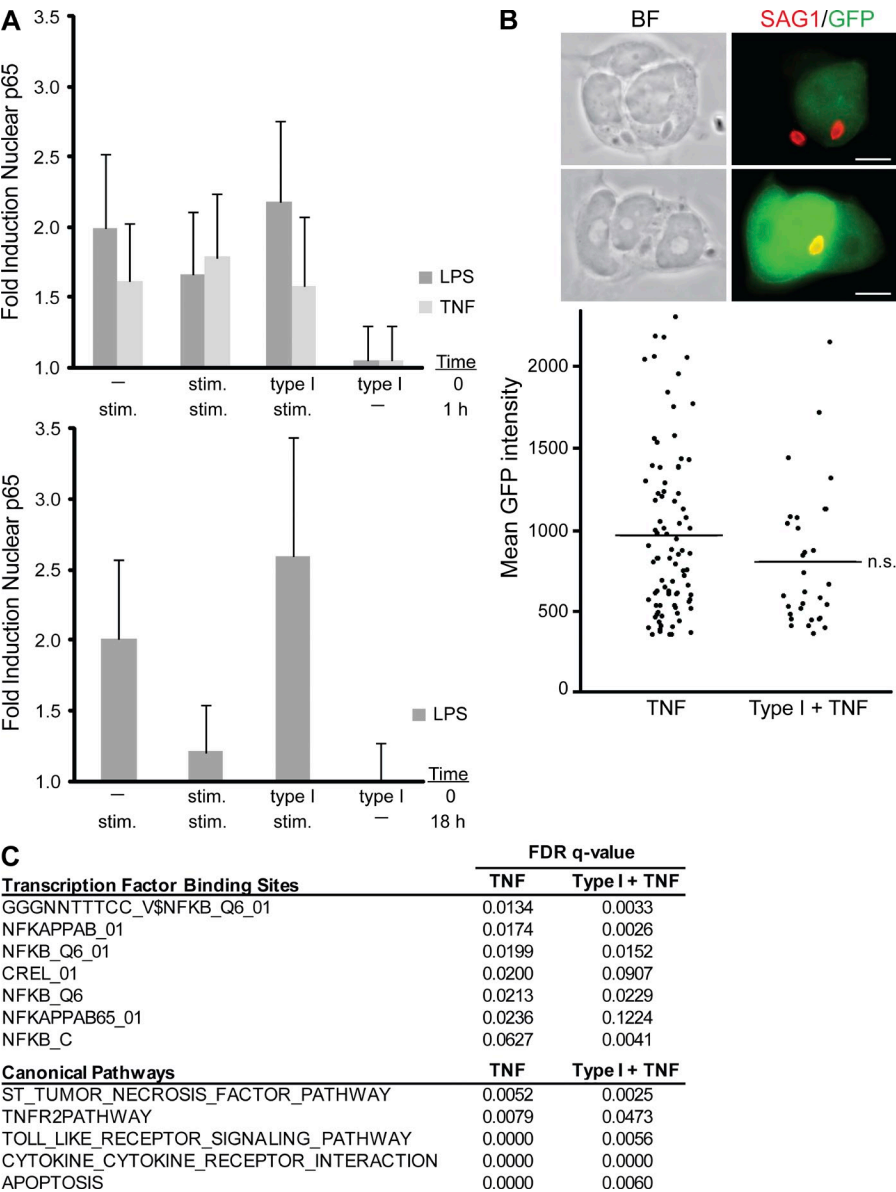 A
3.5
3.0
2.5
2.0
1.5
1.0
Fold Induction Nuclear p65
LPS
TNF
Time
— stim. type I type I 0
stim. stim. stim. — 1 h
3.5
3.0
2.5
2.0
1.5
1.0
Fold Induction Nuclear p65
LPS
Time
— stim. type I type I 0
stim. stim. stim. — 18 h
B
BF SAG1/GFP
2000
1500
1000
500
0
Mean GFP intensity
n.s.
TNF Type I + TNF
C
FDR q-value
Transcription Factor Binding Sites TNF Type I + TNF
GGGNNTTTCC_V$NFKB_Q6_01 0.0134 0.0033
NFKAPPAB_01 0.0174 0.0026
NFKB_Q6_01 0.0199 0.0152
CREL_01 0.0200 0.0907
NFKB_Q6 0.0213 0.0229
NFKAPPAB65_01 0.0236 0.1224
NFKB_C 0.0627 0.0041
Canonical Pathways TNF Type I + TNF
ST_TUMOR_NECROSIS_FACTOR_PATHWAY 0.0052 0.0025
TNFR2PATHWAY 0.0079 0.0473
TOLL_LIKE_RECEPTOR_SIGNALING_PATHWAY 0.0000 0.0056
CYTOKINE_CYTOKINE_RECEPTOR_INTERACTION 0.0000 0.0000
APOPTOSIS 0.0000 0.0060